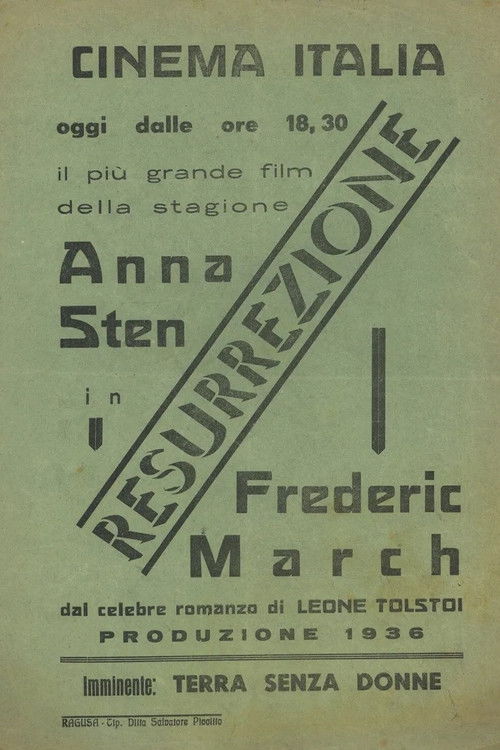 CINEMA ITALIA
oggi dalle ore 18,30
il più grande film
della stagione
Anna
Sten
in
RESURREZIONE
Frederic
March
dal celebre romanzo di LEONE TOLSTOI
PRODUZIONE 1936
Imminente: TERRA SENZA DONNE
RAGUSA - Tip. Ditta Salvatore Piccitto